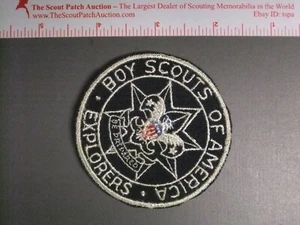 The Scout Patch Auction – The Largest Dealer of Scouting Memorabilia in the World
www.TheScoutPatchAuction.com Ebay ID: tspa
BOY SCOUTS OF AMERICA
EXPLORERS
BE PREPARED